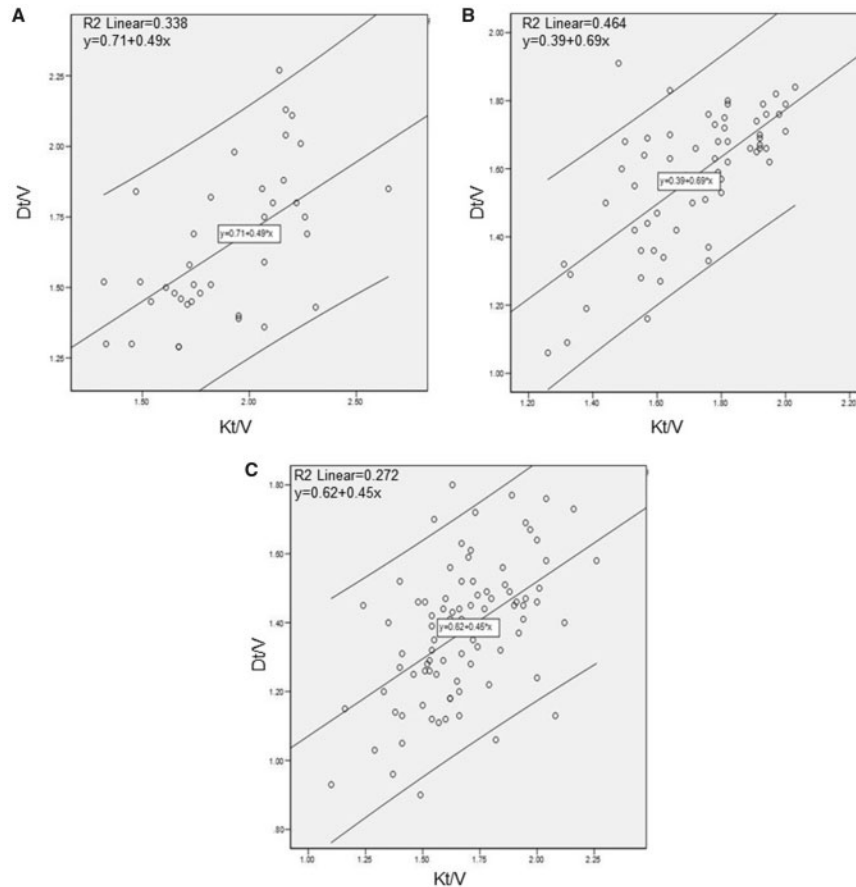 A
R2 Linear=0.338
y=0.71+0.49x
2.25
2.00
1.75
1.50
1.25
y=0.71+0.49*x
Dt/V
1.50
2.00
2.50
Kt/V
B
R2 Linear=0.464
y=0.39+0.69x
2.00
1.80
1.60
1.40
1.20
1.00
y=0.39+0.69*x
Dt/V
1.20
1.40
1.60
1.80
2.00
2.20
Kt/V
C
R2 Linear=0.272
y=0.62+0.45x
1.80
1.60
1.40
1.20
1.00
.80
y=0.62+0.45*x
Dt/V
1.00
1.25
1.50
1.75
2.00
2.25
Kt/V